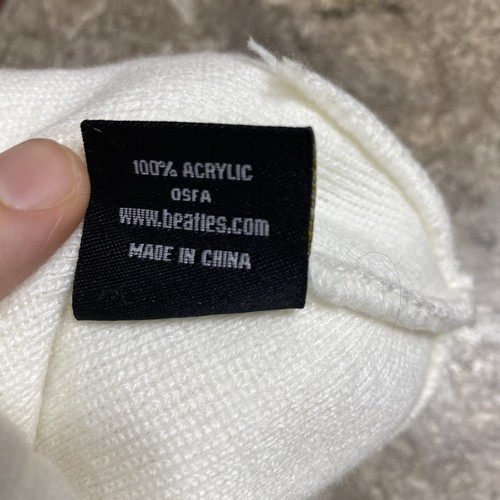 100% ACRYLIC
OSFA
www.beatles.com
MADE IN CHINA